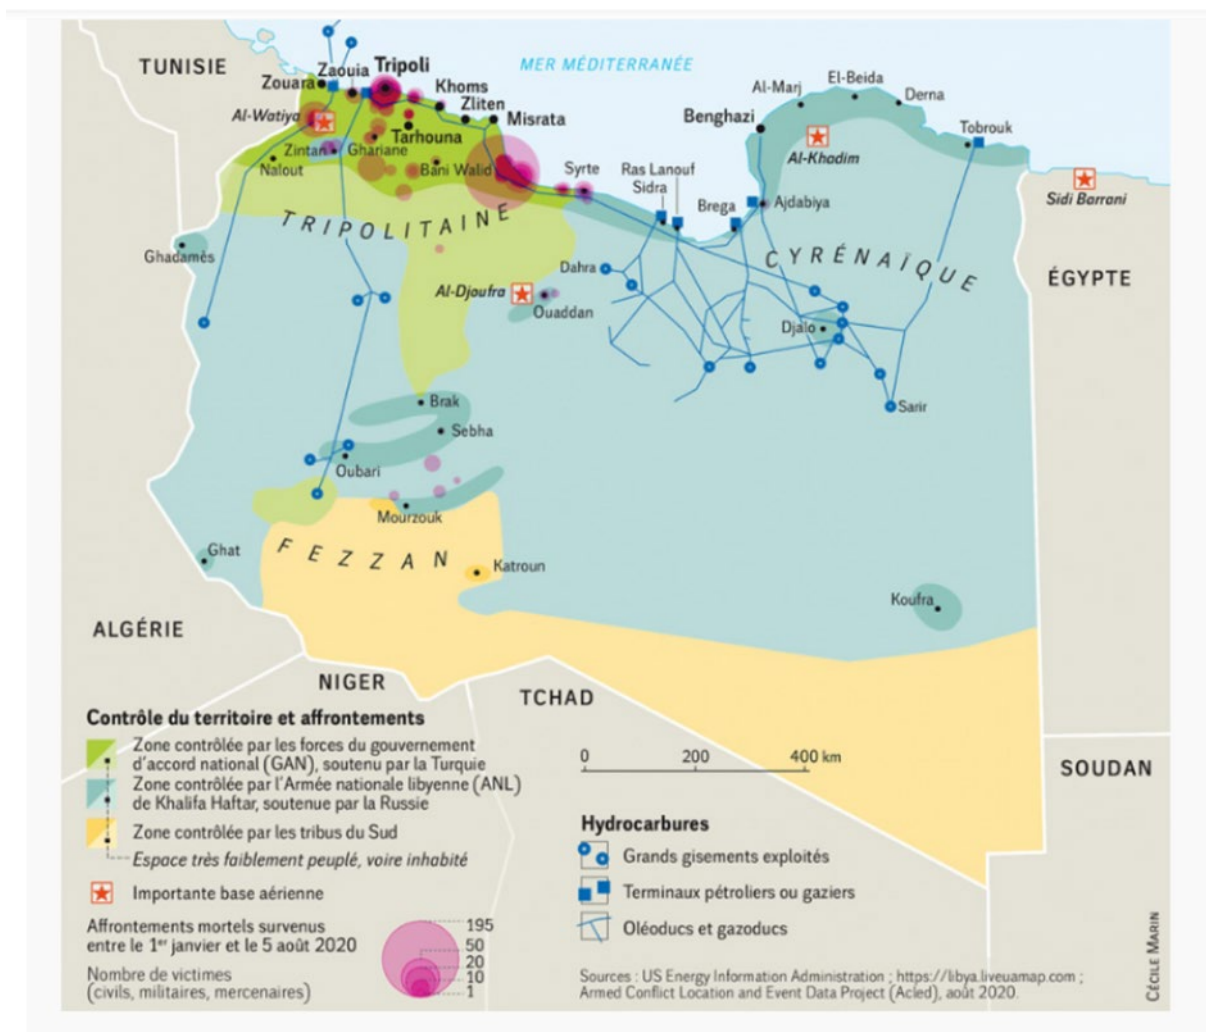 TUNISIE
MER MÉDITERRANÉE
Zouara
Zaouia
Tripoli
Khoms
Zliten
Misrata
Al-Watiya
Tarhouna
Zintan
Ghariane
Nalout
Bani Walid
Syrte
Ras Lanouf
Sidra
Brega
Ajdabiya
Benghazi
Al-Marj
El-Beida
Derna
Al-Khadim
Tobrouk
Sidi Barrani
TRIPOLITAINE
CYRÉNAÏQUE
ÉGYPTE
Ghadamès
Dahra
Al-Djoufra
Ouaddan
Djalo
Sarir
Brak
Sebha
Oubari
Mourzouk
FEZZAN
Ghat
Katroun
Koufra
ALGÉRIE
NIGER
TCHAD
SOUDAN
Contrôle du territoire et affrontements
Zone contrôlée par les forces du gouvernement
d'accord national (GAN), soutenu par la Turquie
Zone contrôlée par l'Armée nationale libyenne (ANL)
de Khalifa Haftar, soutenue par la Russie
Zone contrôlée par les tribus du Sud
Espace très faiblement peuplé, voire inhabité
Importante base aérienne
Affrontements mortels survenus
entre le 1er janvier et le 5 août 2020
Nombre de victimes
(civils, militaires, mercenaires)
195
50
20
10
1
0 200 400 km
Hydrocarbures
Grands gisements exploités
Terminaux pétroliers ou gaziers
Oléoducs et gazoducs
Sources : US Energy Information Administration ; https://libya.liveuamap.com ;
Armed Conflict Location and Event Data Project (Acled), août 2020.
CÉCILE MARIN